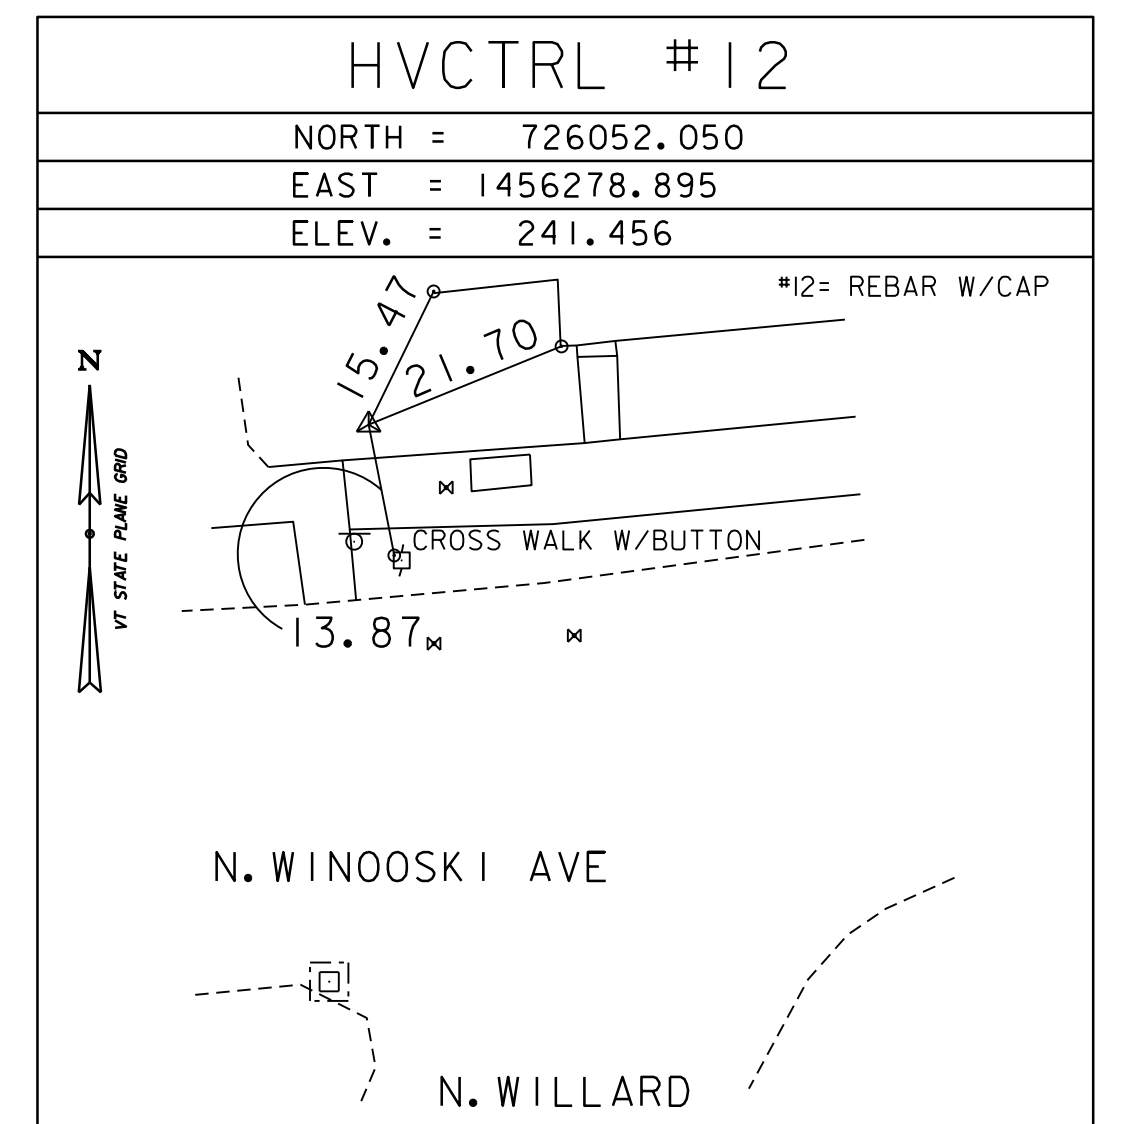 HVCTRL #12
NORTH = 726052.050
EAST = 1456278.895
ELEV. = 241.456
#12= REBAR W/CAP
15.47
21.70
N
VT STATE PLANE GRID
CROSS WALK W/BUTTON
13.87
N. WINOOSKI AVE
N. WILLARD